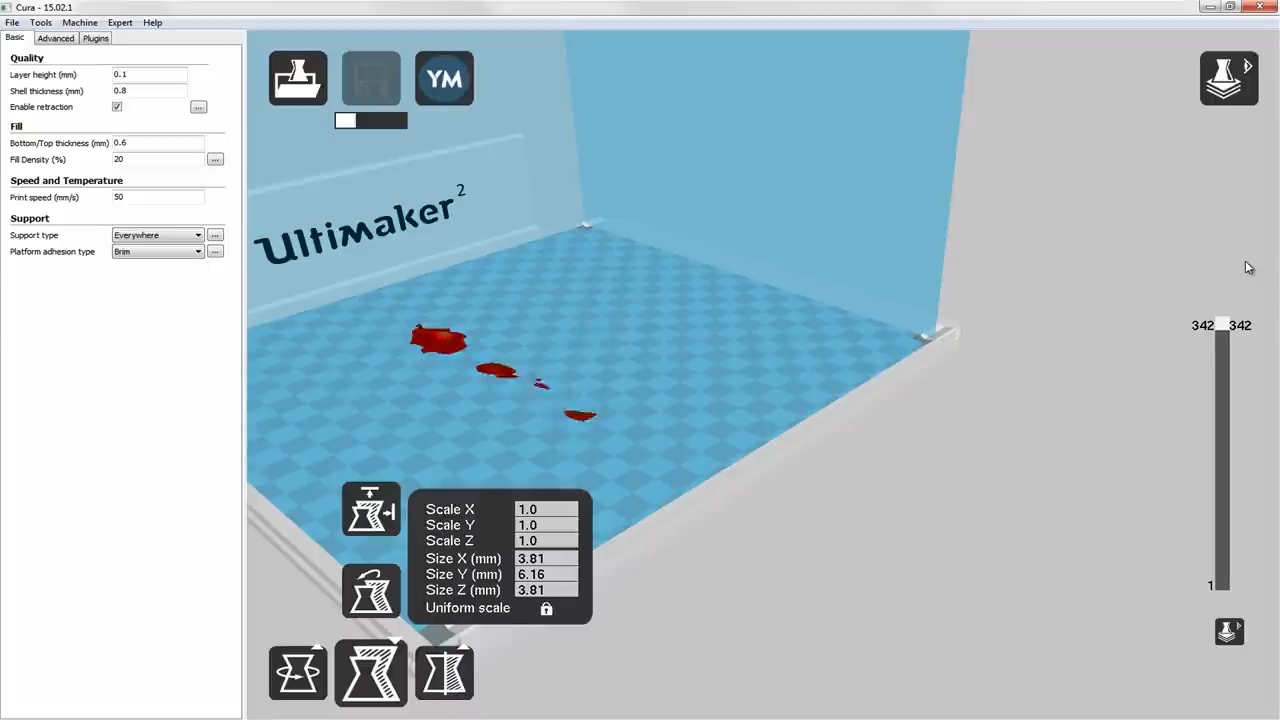 Cura - 15.02.1
File Tools Machine Expert Help
Basic Advanced Plugins
Quality
Layer height (mm) 0.1
Shell thickness (mm) 0.8
Enable retraction ...
Fill
Bottom/Top thickness (mm) 0.6
Fill Density (%) 20 ...
Speed and Temperature
Print speed (mm/s) 50
Support
Support type Everywhere ...
Platform adhesion type Brim ...
YM
Ultimaker²
342 342
1
Scale X 1.0
Scale Y 1.0
Scale Z 1.0
Size X (mm) 3.81
Size Y (mm) 6.16
Size Z (mm) 3.81
Uniform scale